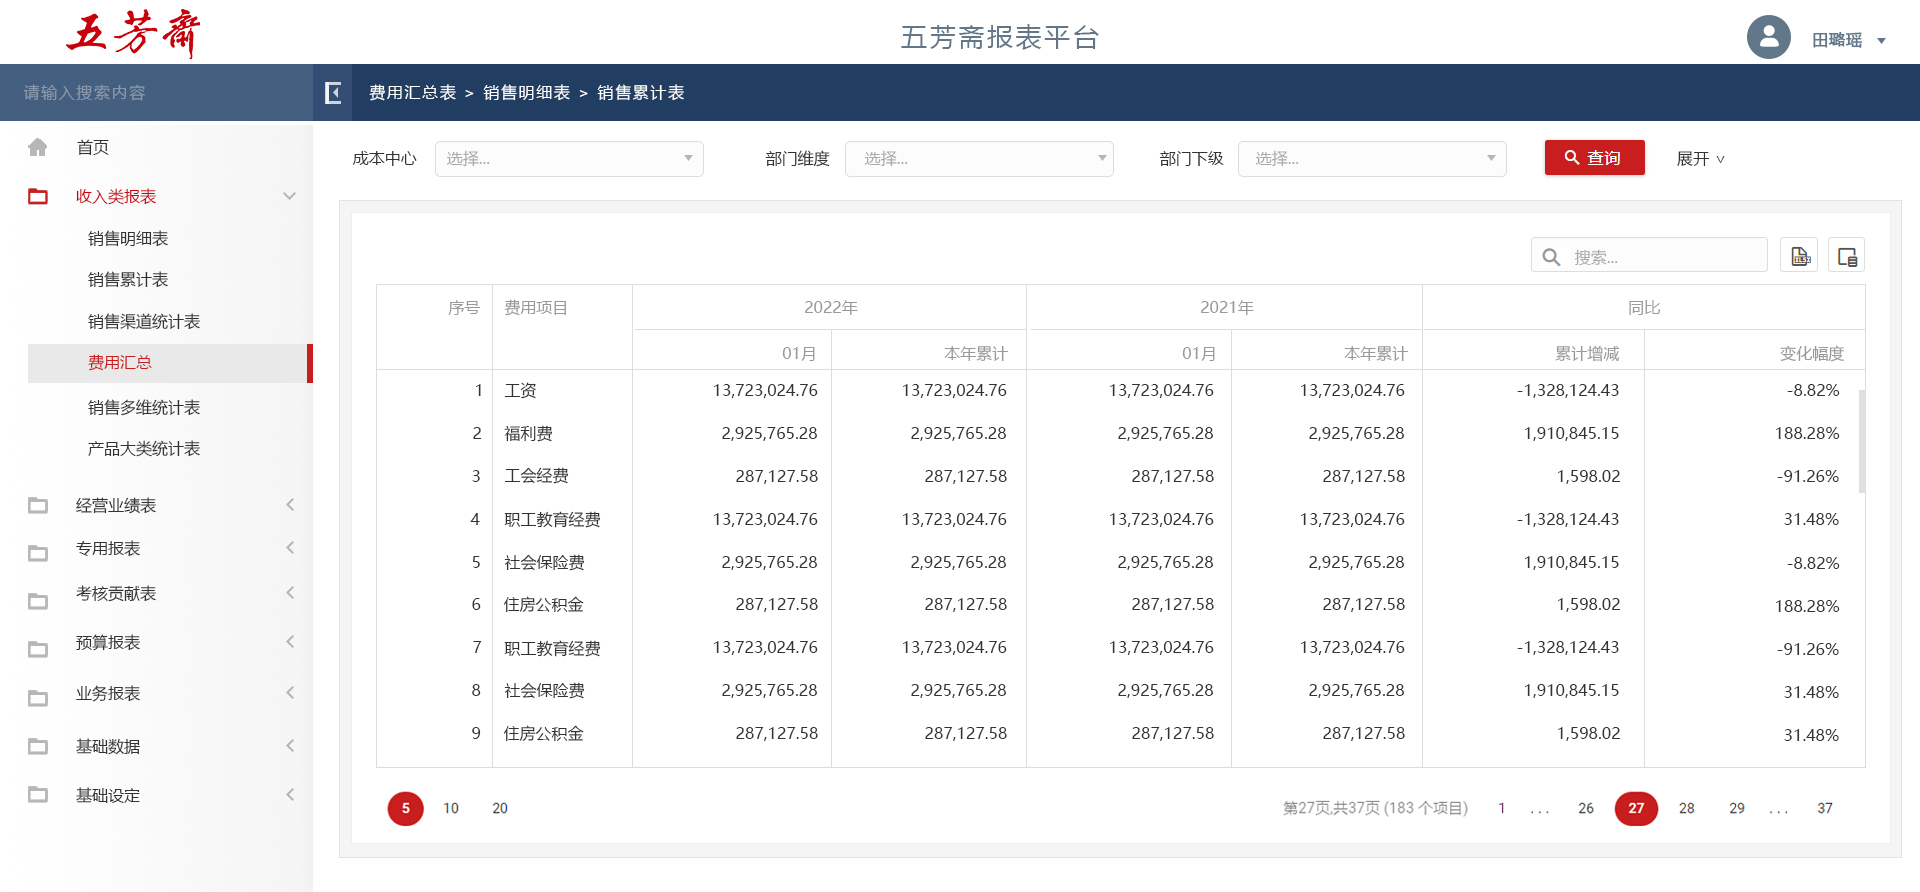 五芳斋
五芳斋报表平台
田璐瑶
请输入搜索内容
费用汇总表 > 销售明细表 > 销售累计表
首页
收入类报表
销售明细表
销售累计表
销售渠道统计表
费用汇总
销售多维统计表
产品大类统计表
经营业绩表
专用报表
考核贡献表
预算报表
业务报表
基础数据
基础设定
成本中心 选择... 部门维度 选择... 部门下级 选择... 查询 展开
搜索...
序号 费用项目 2022年 2021年 同比
01月 本年累计 01月 本年累计 累计增减 变化幅度
1 工资 13,723,024.76 13,723,024.76 13,723,024.76 13,723,024.76 -1,328,124.43 -8.82%
2 福利费 2,925,765.28 2,925,765.28 2,925,765.28 2,925,765.28 1,910,845.15 188.28%
3 工会经费 287,127.58 287,127.58 287,127.58 287,127.58 1,598.02 -91.26%
4 职工教育经费 13,723,024.76 13,723,024.76 13,723,024.76 13,723,024.76 -1,328,124.43 31.48%
5 社会保险费 2,925,765.28 2,925,765.28 2,925,765.28 2,925,765.28 1,910,845.15 -8.82%
6 住房公积金 287,127.58 287,127.58 287,127.58 287,127.58 1,598.02 188.28%
7 职工教育经费 13,723,024.76 13,723,024.76 13,723,024.76 13,723,024.76 -1,328,124.43 -91.26%
8 社会保险费 2,925,765.28 2,925,765.28 2,925,765.28 2,925,765.28 1,910,845.15 31.48%
9 住房公积金 287,127.58 287,127.58 287,127.58 287,127.58 1,598.02 31.48%
5 10 20 第27页,共37页 (183 个项目) 1 ... 26 27 28 29 ... 37